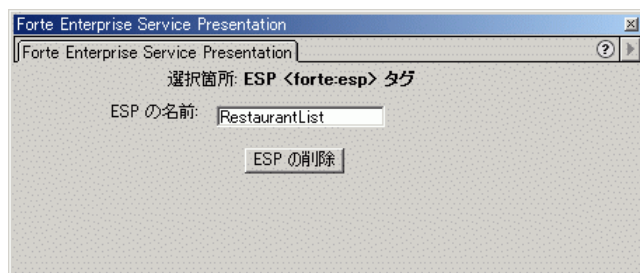 Forte Enterprise Service Presentation
Forte Enterprise Service Presentation
選択箇所: ESP <forte:esp> タグ
ESP の名前: RestaurantList
ESP の削除